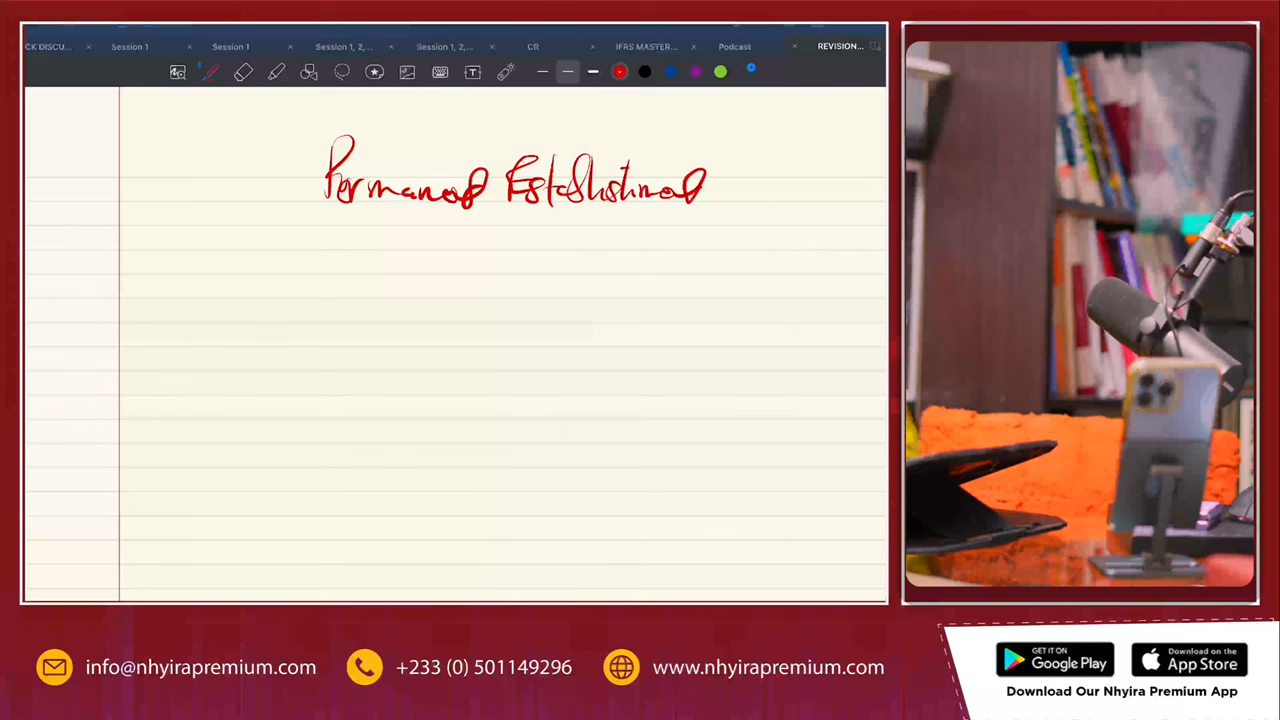 CK DISCU...
Session 1
Session 1
Session 1, 2,...
Session 1, 2,...
CR
IFRS MASTER...
Podcast
REVISION...
T
Permanent Establishment
info@nhyirapremium.com
+233 (0) 501149296
www.nhyirapremium.com
GET IT ON
Google Play
Download on the
App Store
Download Our Nhyira Premium App